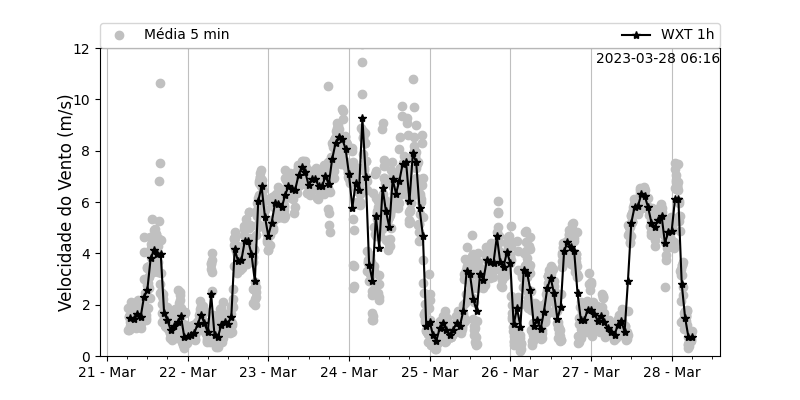 Média 5 min
WXT 1h
2023-03-28 06:16
Velocidade do Vento (m/s)
12
10
8
6
4
2
0
21 - Mar
22 - Mar
23 - Mar
24 - Mar
25 - Mar
26 - Mar
27 - Mar
28 - Mar